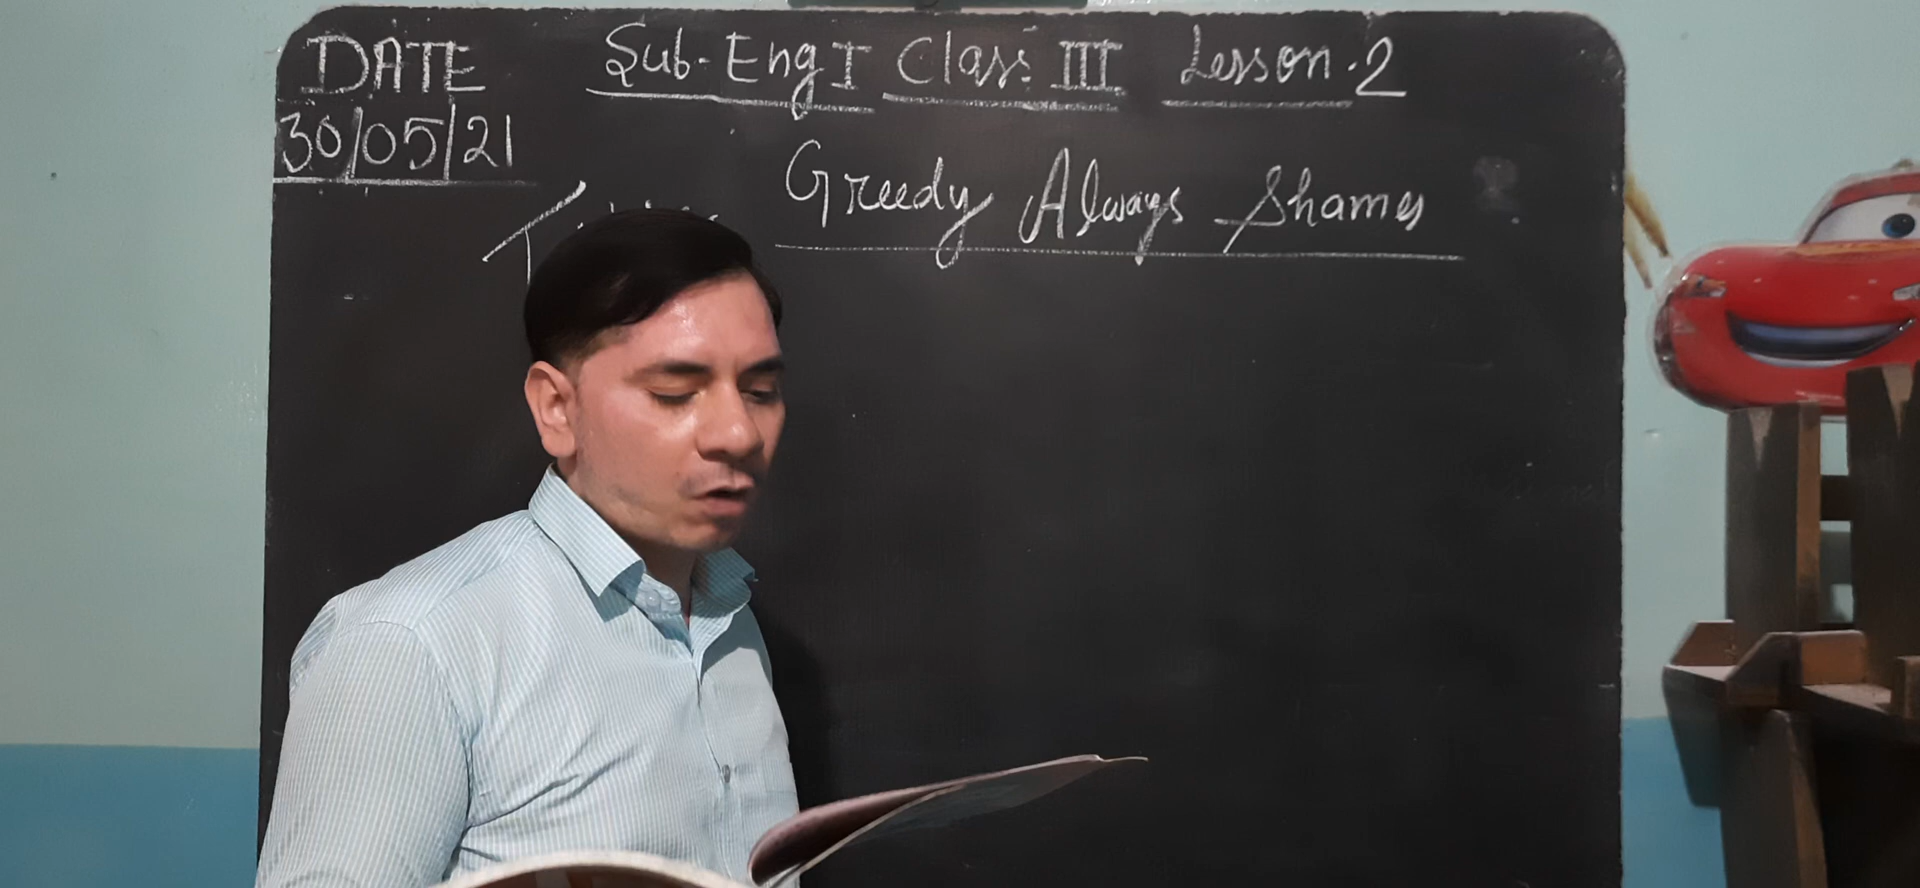 DATE Sub-Eng I Class III Lesson-2
30/05/21
Greedy Always Shames